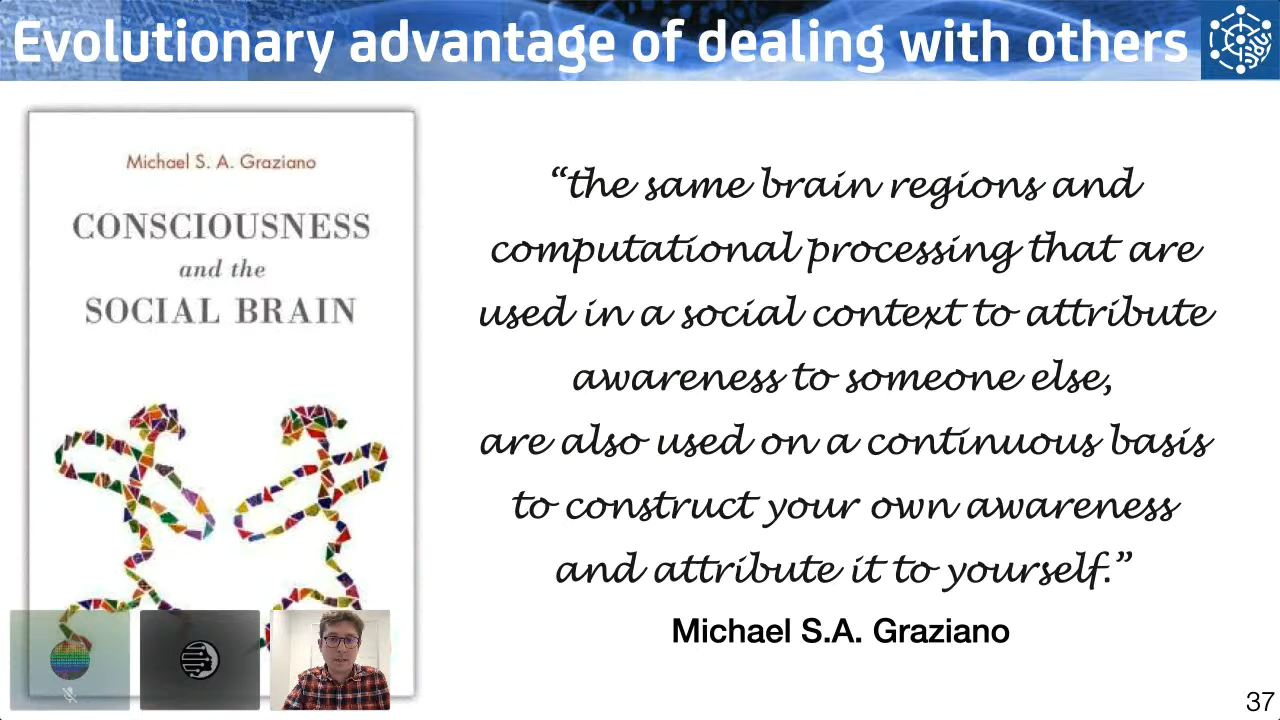 Evolutionary advantage of dealing with others
Michael S. A. Graziano
CONSCIOUSNESS
and the
SOCIAL BRAIN
“the same brain regions and
computational processing that are
used in a social context to attribute
awareness to someone else,
are also used on a continuous basis
to construct your own awareness
and attribute it to yourself.”
Michael S.A. Graziano
37